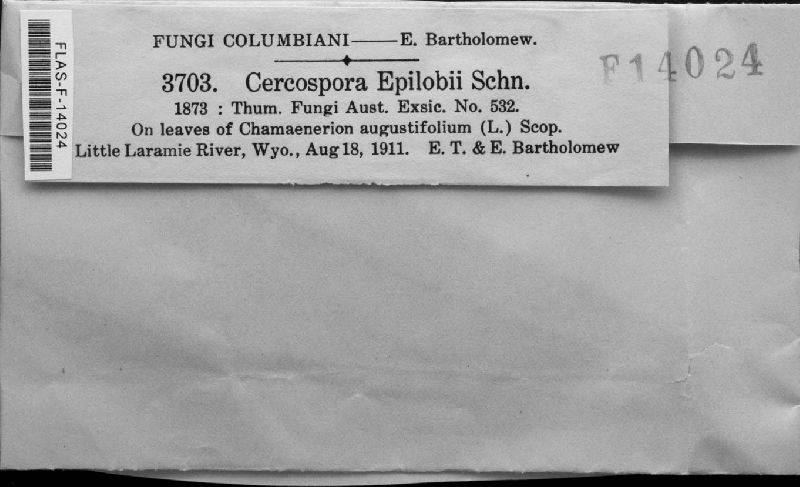 FUNGI COLUMBIANI——E. Bartholomew.
3703. Cercospora Epilobii Schn.
1873 : Thum. Fungi Aust. Exsic. No. 532.
On leaves of Chamaenerion augustifolium (L.) Scop.
Little Laramie River, Wyo., Aug 18, 1911. E. T. & E. Bartholomew
FLAS-F-14024
F14024